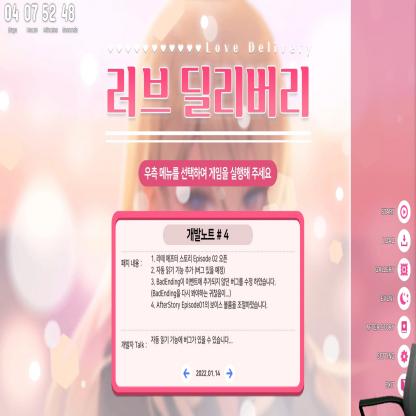 04 07 52 48
Days Hours Minutes Seconds
Love Delivery
러브 딜리버리
우측 메뉴를 선택하여 게임을 실행해 주세요
개발노트 # 4
패치 내용 :
1. 라떼 애프터 스토리 Episode 02 오픈
2. 자동 읽기 기능 추가 (버그 있을 예정)
3. BadEnding이 이벤트에 추가되지 않던 버그를 수정 하였습니다.
(BadEnding을 다시 봐야하는 귀찮음이...)
4. AfterStory Episode01의 보이스 볼륨을 조절하였습니다.
개발자 Talk :
자동 읽기 기능에 버그가 있을 수 있습니다...
2022.01.14
START
LOAD
GALLERY
EXTRA
AFTER STORY
SETTING
EXIT